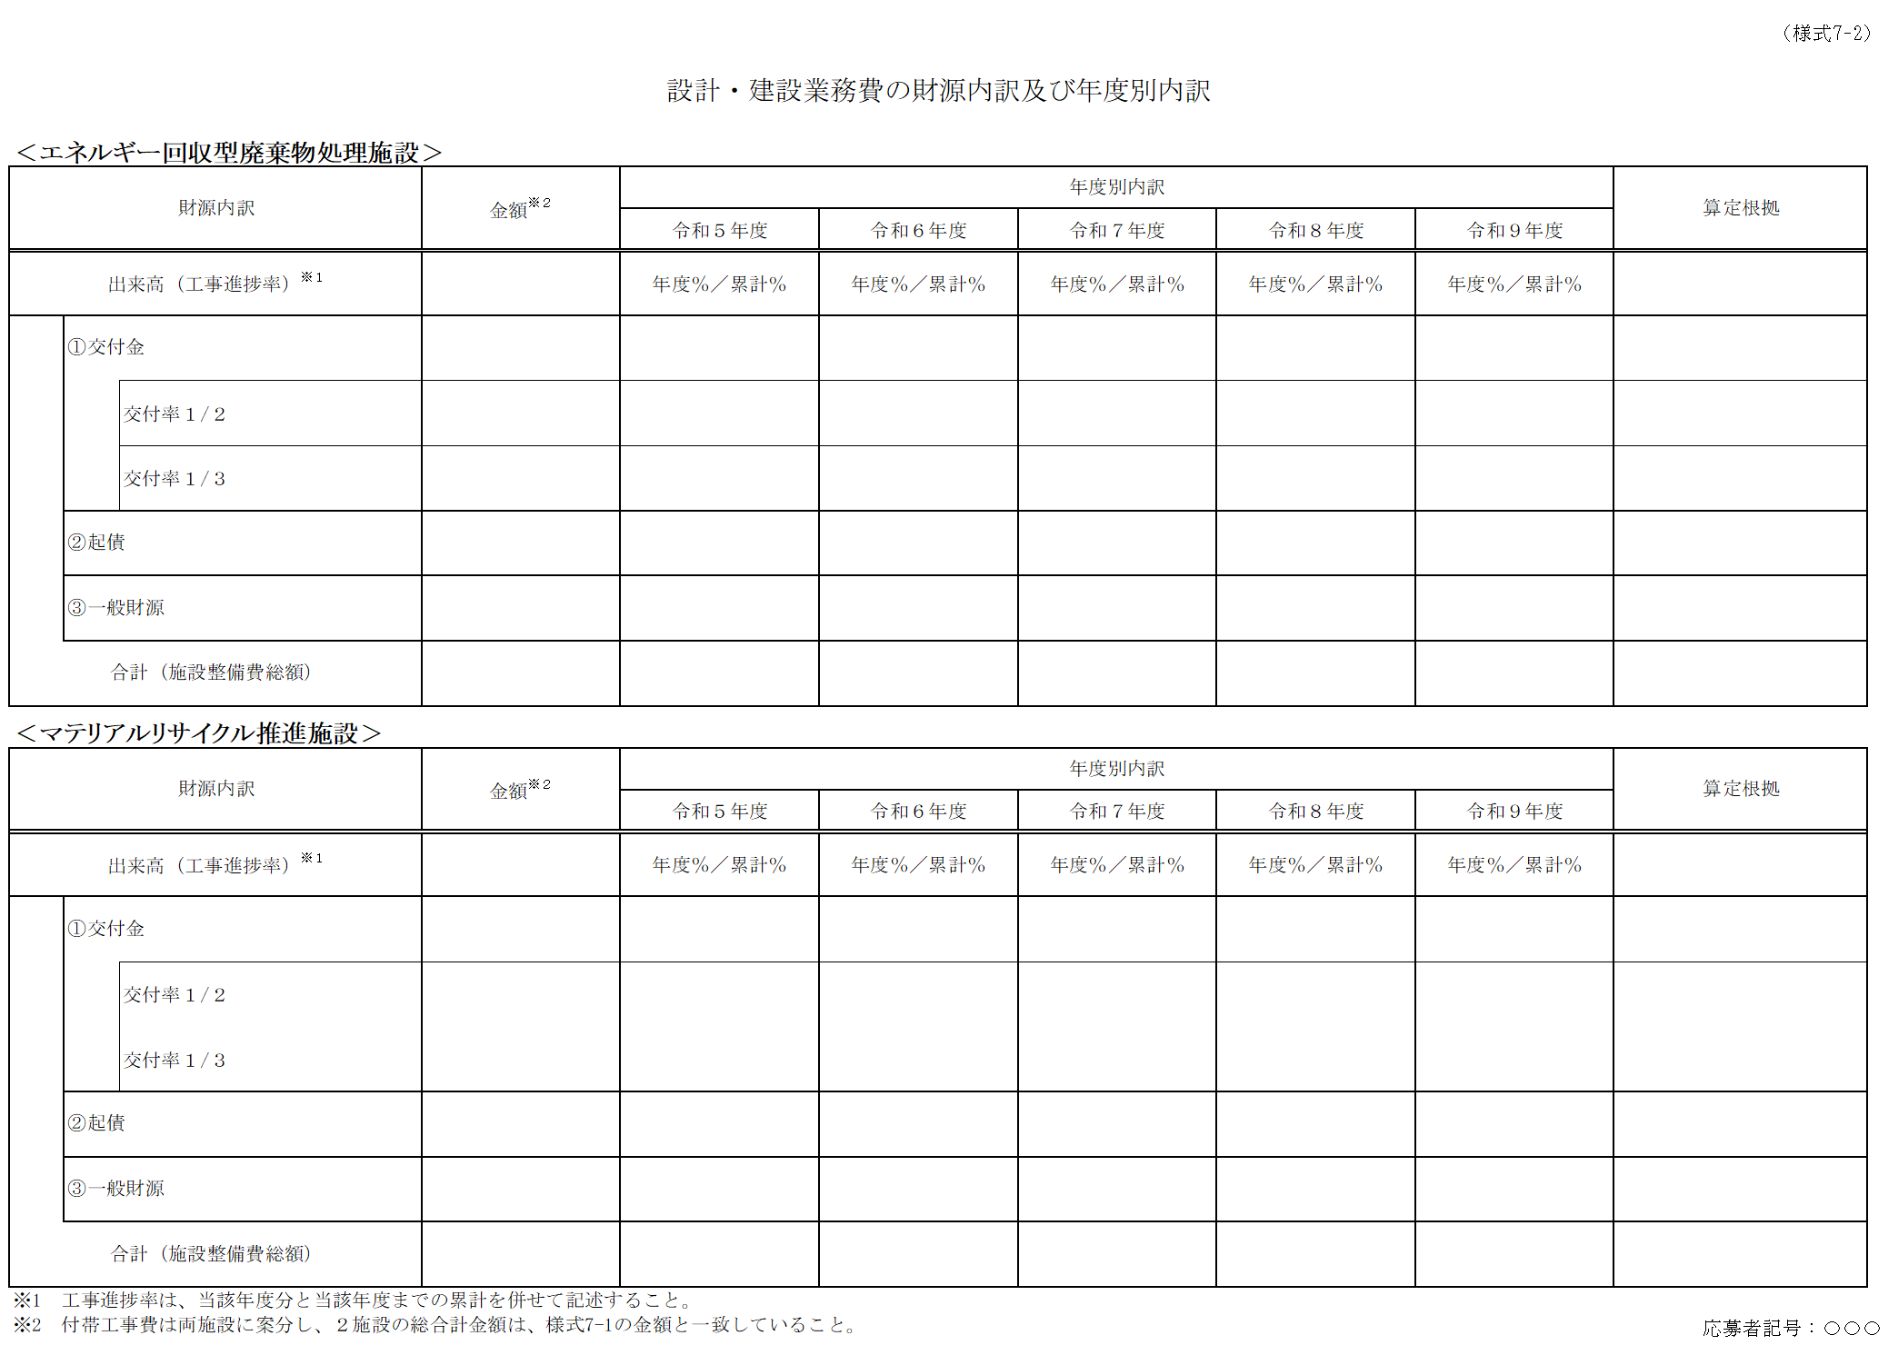 （様式7-2）
設計・建設業務費の財源内訳及び年度別内訳
＜エネルギー回収型廃棄物処理施設＞
財源内訳 金額※2 年度別内訳 算定根拠
令和５年度 令和６年度 令和７年度 令和８年度 令和９年度
出来高（工事進捗率）※1 年度％／累計％ 年度％／累計％ 年度％／累計％ 年度％／累計％ 年度％／累計％
①交付金
交付率１/２
交付率１/３
②起債
③一般財源
合計（施設整備費総額）
＜マテリアルリサイクル推進施設＞
財源内訳 金額※2 年度別内訳 算定根拠
令和５年度 令和６年度 令和７年度 令和８年度 令和９年度
出来高（工事進捗率）※1 年度％／累計％ 年度％／累計％ 年度％／累計％ 年度％／累計％ 年度％／累計％
①交付金
交付率１/２
交付率１/３
②起債
③一般財源
合計（施設整備費総額）
※1　工事進捗率は、当該年度分と当該年度までの累計を併せて記述すること。
※2　付帯工事費は両施設に案分し、２施設の総合計金額は、様式7-1の金額と一致していること。
応募者記号：○○○